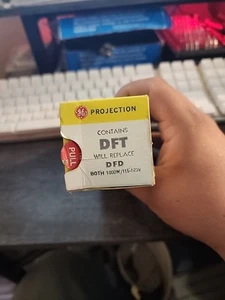 GE PROJECTION
CONTAINS
DFT
WILL REPLACE
DFD
BOTH 1000W/115-125V
PULL